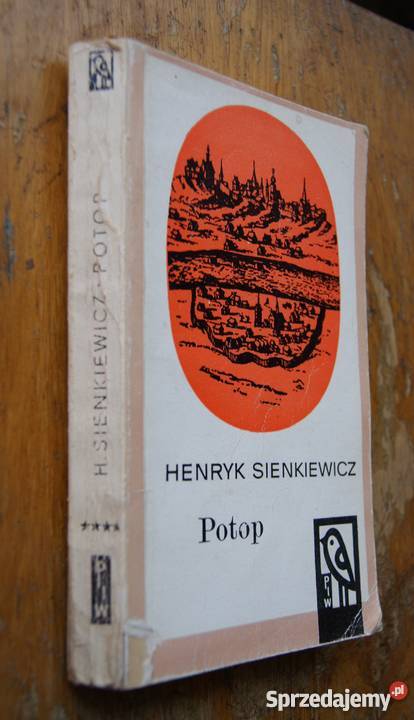 H. SIENKIEWICZ-POTOP
****
PIW
HENRYK SIENKIEWICZ
Potop
PIW
Sprzedajemy.pl